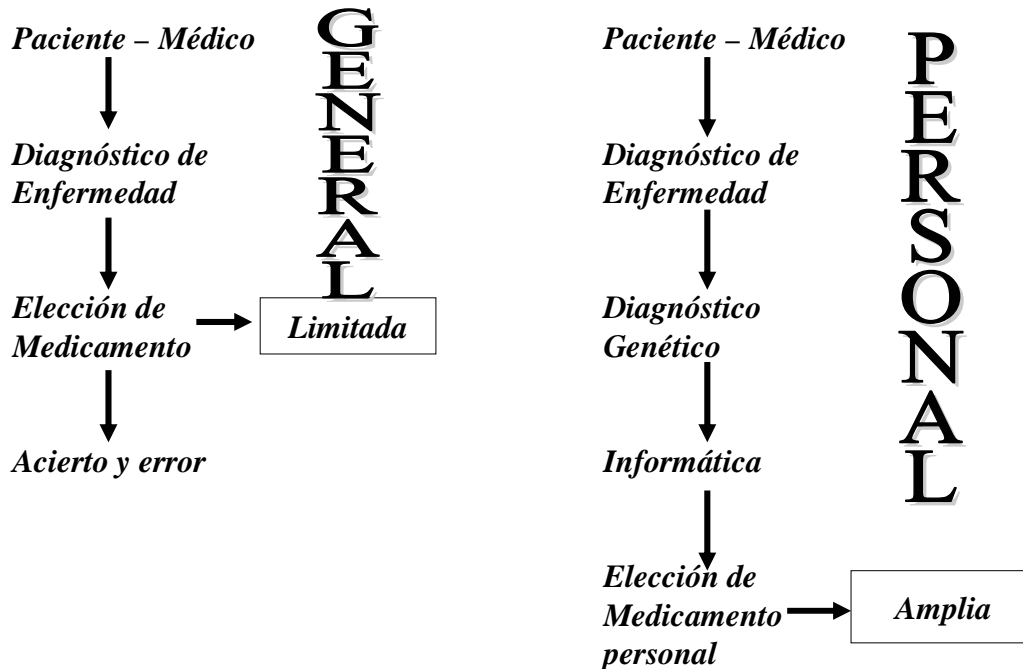 Paciente – Médico
Diagnóstico de
Enfermedad
Elección de
Medicamento
Limitada
Acierto y error
GENERAL
Paciente – Médico
Diagnóstico de
Enfermedad
Diagnóstico
Genético
Informática
Elección de
Medicamento
personal
Amplia
PERSONAL